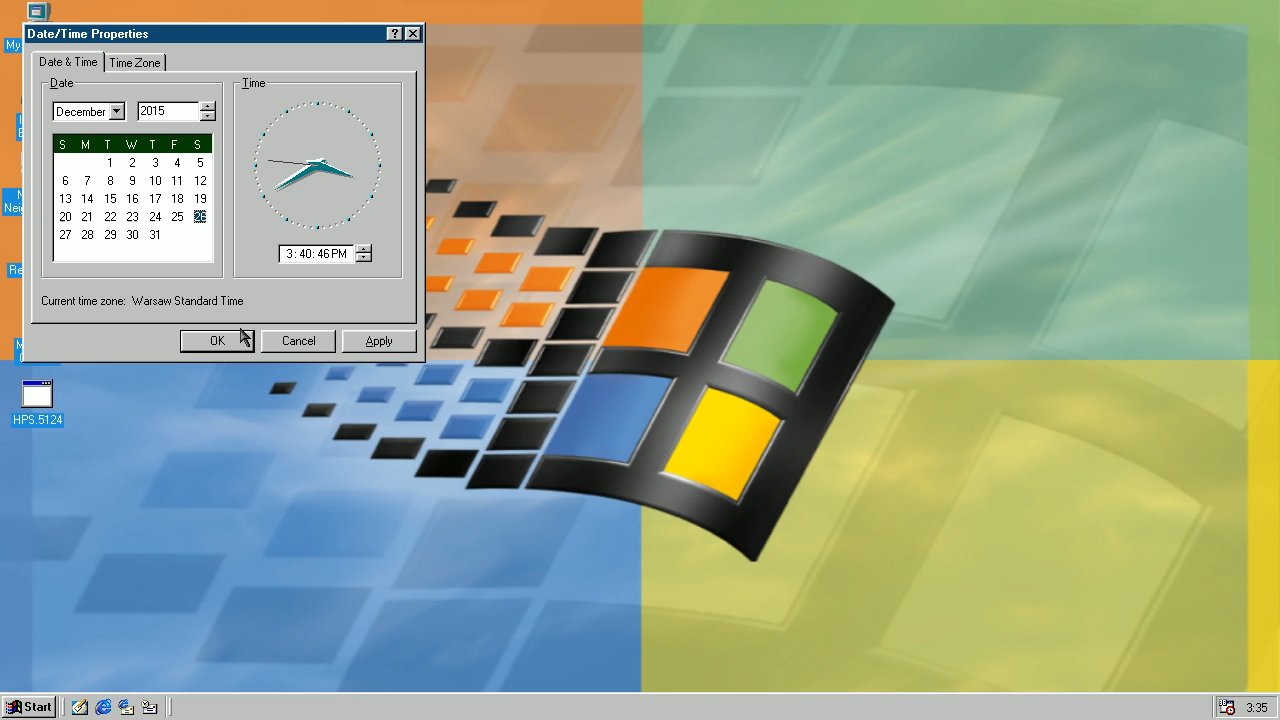 My
Date/Time Properties
Date & Time
Time Zone
Date
Time
December
2015
S M T W T F S
1 2 3 4 5
6 7 8 9 10 11 12
13 14 15 16 17 18 19
20 21 22 23 24 25 26
27 28 29 30 31
3:40:46 PM
Current time zone: Warsaw Standard Time
OK
Cancel
Apply
Nei
Re
HPS.5124
Start
3:35